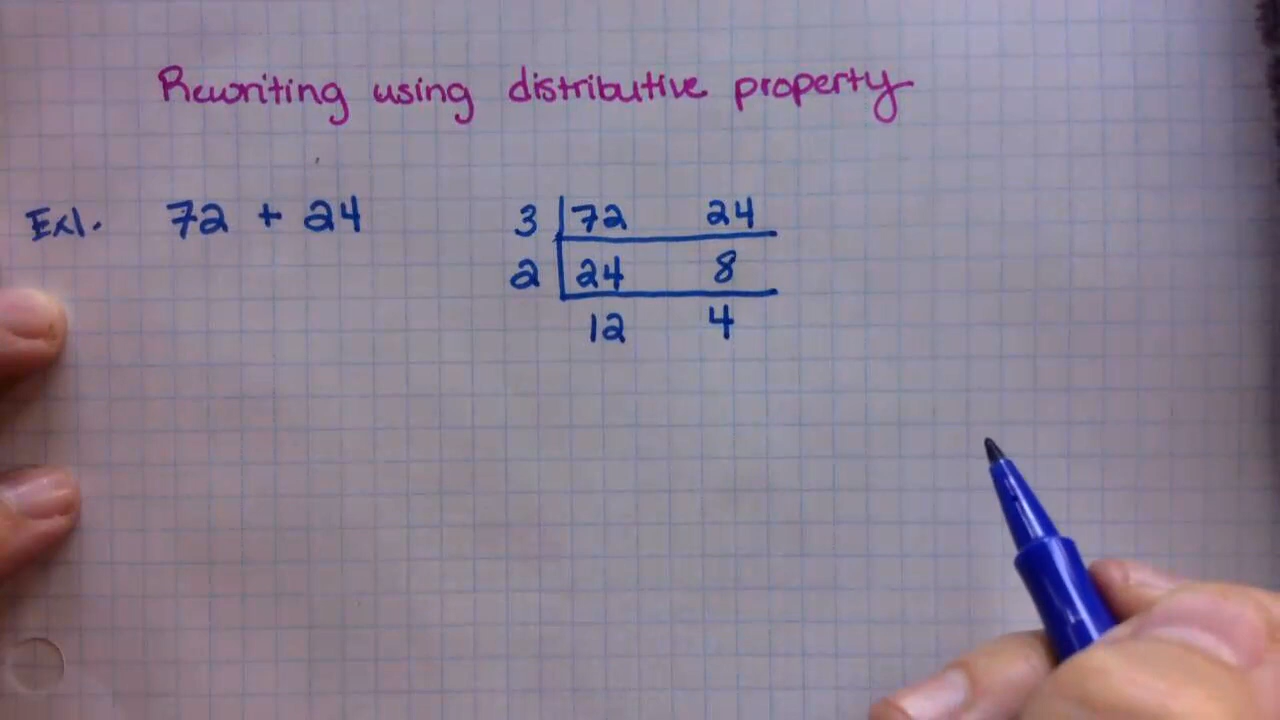 Rewriting using distributive property
Ex1. 72 + 24
3 72 24
2 24 8
12 4